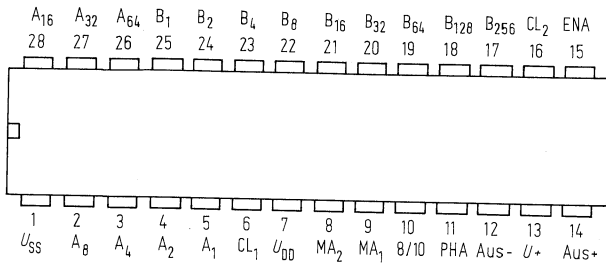 A16 A32 A64 B1 B2 B4 B8 B16 B32 B64 B128 B256 CL2 ENA
28 27 26 25 24 23 22 21 20 19 18 17 16 15
1 2 3 4 5 6 7 8 9 10 11 12 13 14
USS A8 A4 A2 A1 CL1 UDD MA2 MA1 8/10 PHA Aus- U+ Aus+